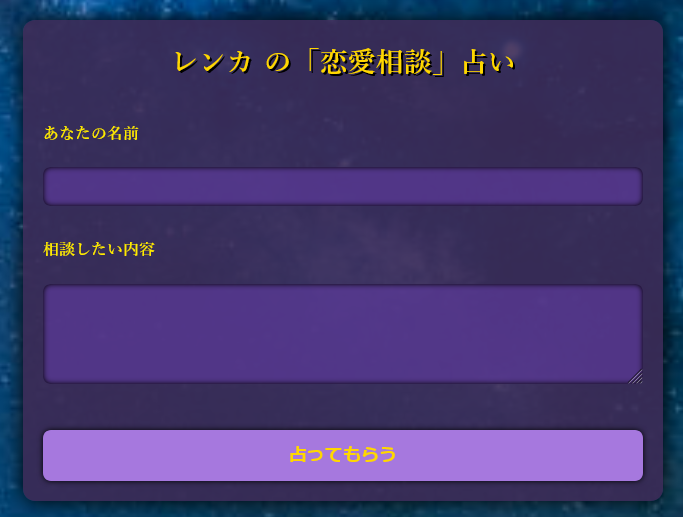 レンカ の「恋愛相談」占い
あなたの名前
相談したい内容
占ってもらう